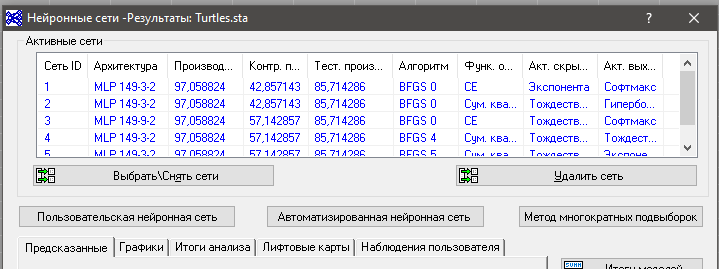 Нейронные сети -Результаты: Turtles.sta
Активные сети
Сеть ID Архитектура Производ... Контр. п... Тест. произ... Алгоритм Функ. о... Акт. скры... Акт. вых...
1 MLP 149-3-2 97,058824 42,857143 85,714286 BFGS 0 CE Экспонента Софтмакс
2 MLP 149-3-2 97,058824 42,857143 85,714286 BFGS 0 Сум. ква... Тождеств... Гипербо...
3 MLP 149-9-2 97,058824 57,142857 85,714286 BFGS 0 CE Тождеств... Софтмакс
4 MLP 149-3-2 97,058824 57,142857 85,714286 BFGS 4 Сум. ква... Тождеств... Тождест...
5 MLP 149-3-2 97,058824 57,142857 85,714286 BFGS 5 Сум. ква... Тождеств... Экспоне...
Выбрать\Снять сети Удалить сеть
Пользовательская нейронная сеть Автоматизированная нейронная сеть Метод многократных подвыборок
Предсказанные Графики Итоги анализа Лифтовые карты Наблюдения пользователя
Итоги моделей